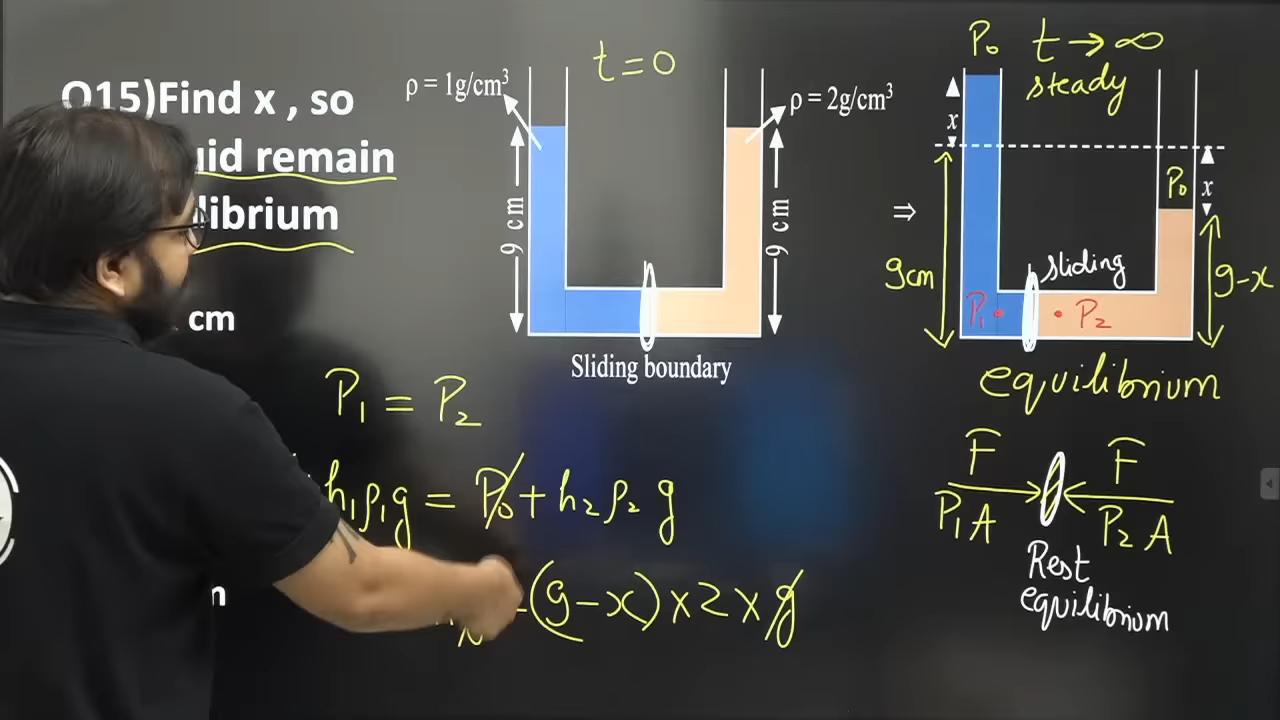 Q15)Find x , so
uid remain
librium
cm
t = 0
ρ = 1g/cm³
ρ = 2g/cm³
9 cm
9 cm
Sliding boundary
P₀ t → ∞
steady
x
P₀
x
⇒
9cm
sliding
9-x
P₁ • • P₂
equilibrium
P₁ = P₂
h₁ρ₁g = P₀ + h₂ρ₂g
(9-x) × 2 × g
F F
P₁A P₂A
Rest
equilibrium